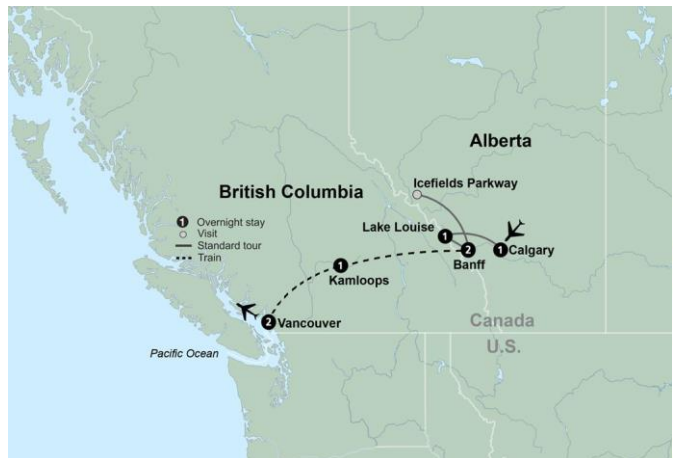 Alberta
Icefields Parkway
British Columbia
1 Overnight stay
Visit
Standard tour
Train
Lake Louise
1
1
Calgary
2
Banff
1
Kamloops
2
Vancouver
Canada
U.S.
Pacific Ocean